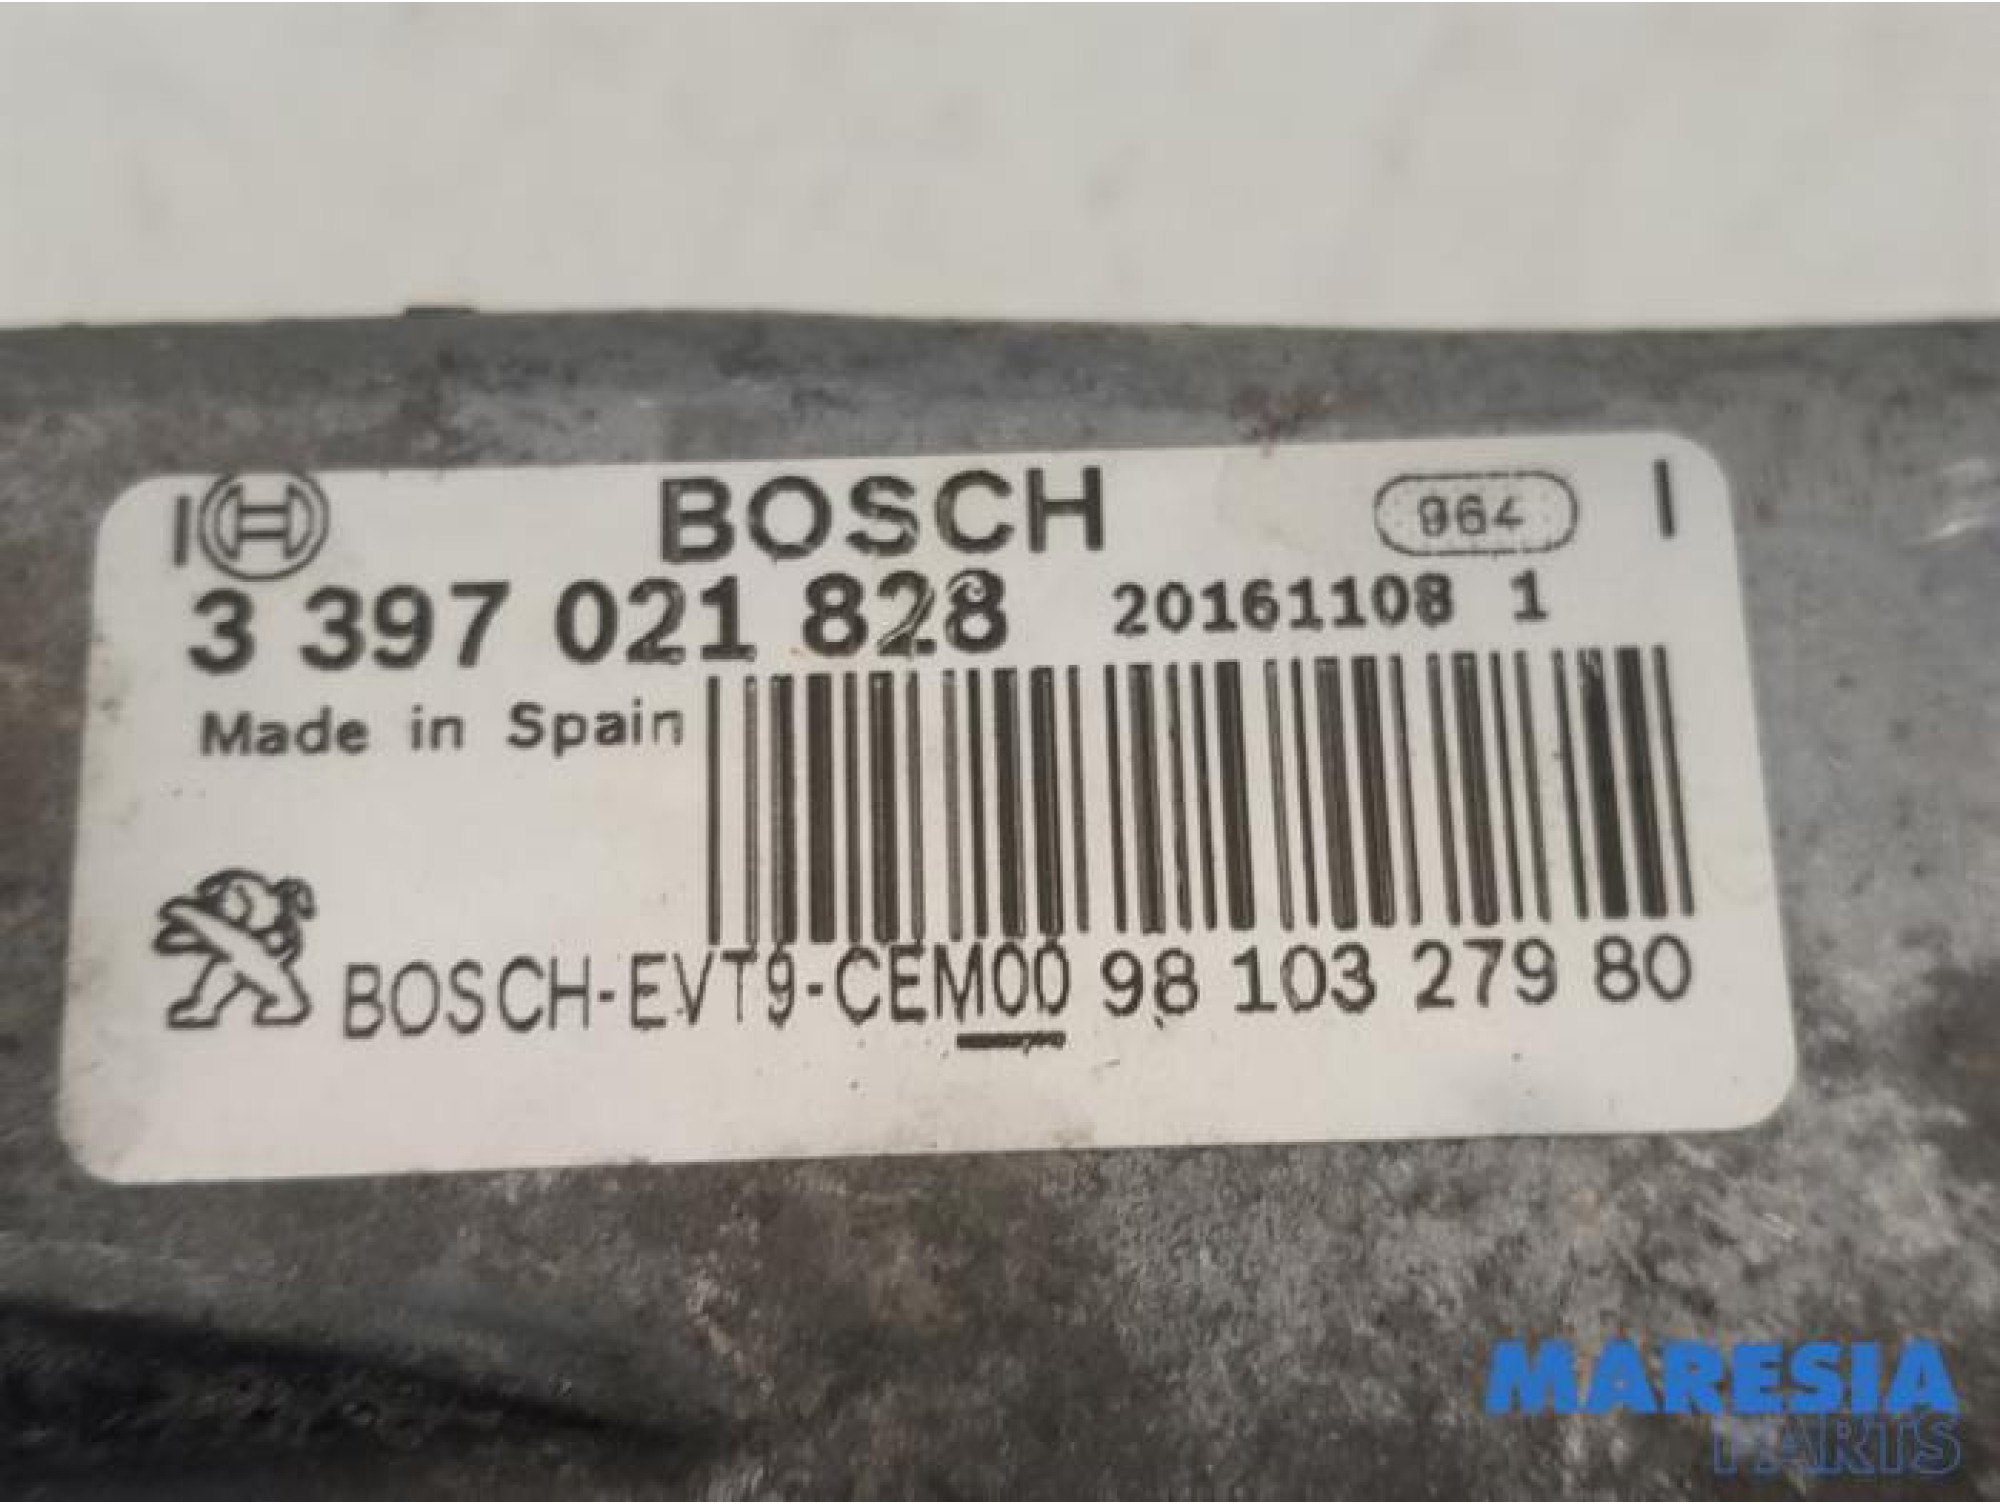 BOSCH 964
3 397 021 828 20161108 1
Made in Spain
BOSCH-EVT9-CEM00 98 103 279 80
MARESIA
PARTS